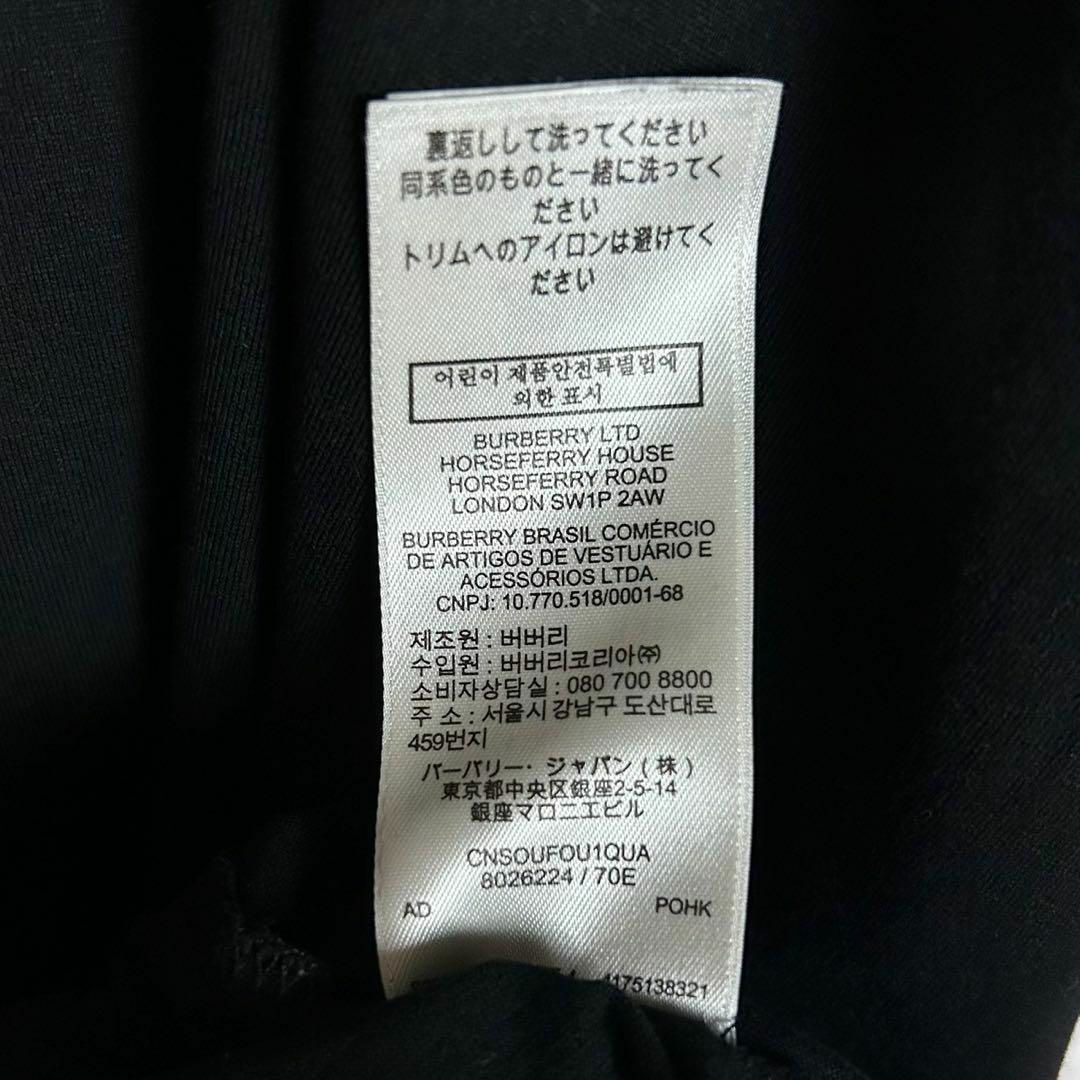 裏返しして洗ってください
同系色のものと一緒に洗ってく
ださい
トリムへのアイロンは避けてく
ださい
어린이 제품안전특별법에
의한 표시
BURBERRY LTD
HORSEFERRY HOUSE
HORSEFERRY ROAD
LONDON SW1P 2AW
BURBERRY BRASIL COMÉRCIO
DE ARTIGOS DE VESTUÁRIO E
ACESSÓRIOS LTDA.
CNPJ: 10.770.518/0001-68
제조원 : 버버리
수입원 : 버버리코리아㈜
소비자상담실 : 080 700 8800
주 소 : 서울시 강남구 도산대로
459번지
バーバリー・ジャパン(株)
東京都中央区銀座2-5-14
銀座マロニエビル
CNSOUFOU1QUA
8026224 / 70E
AD POHK
4175138321